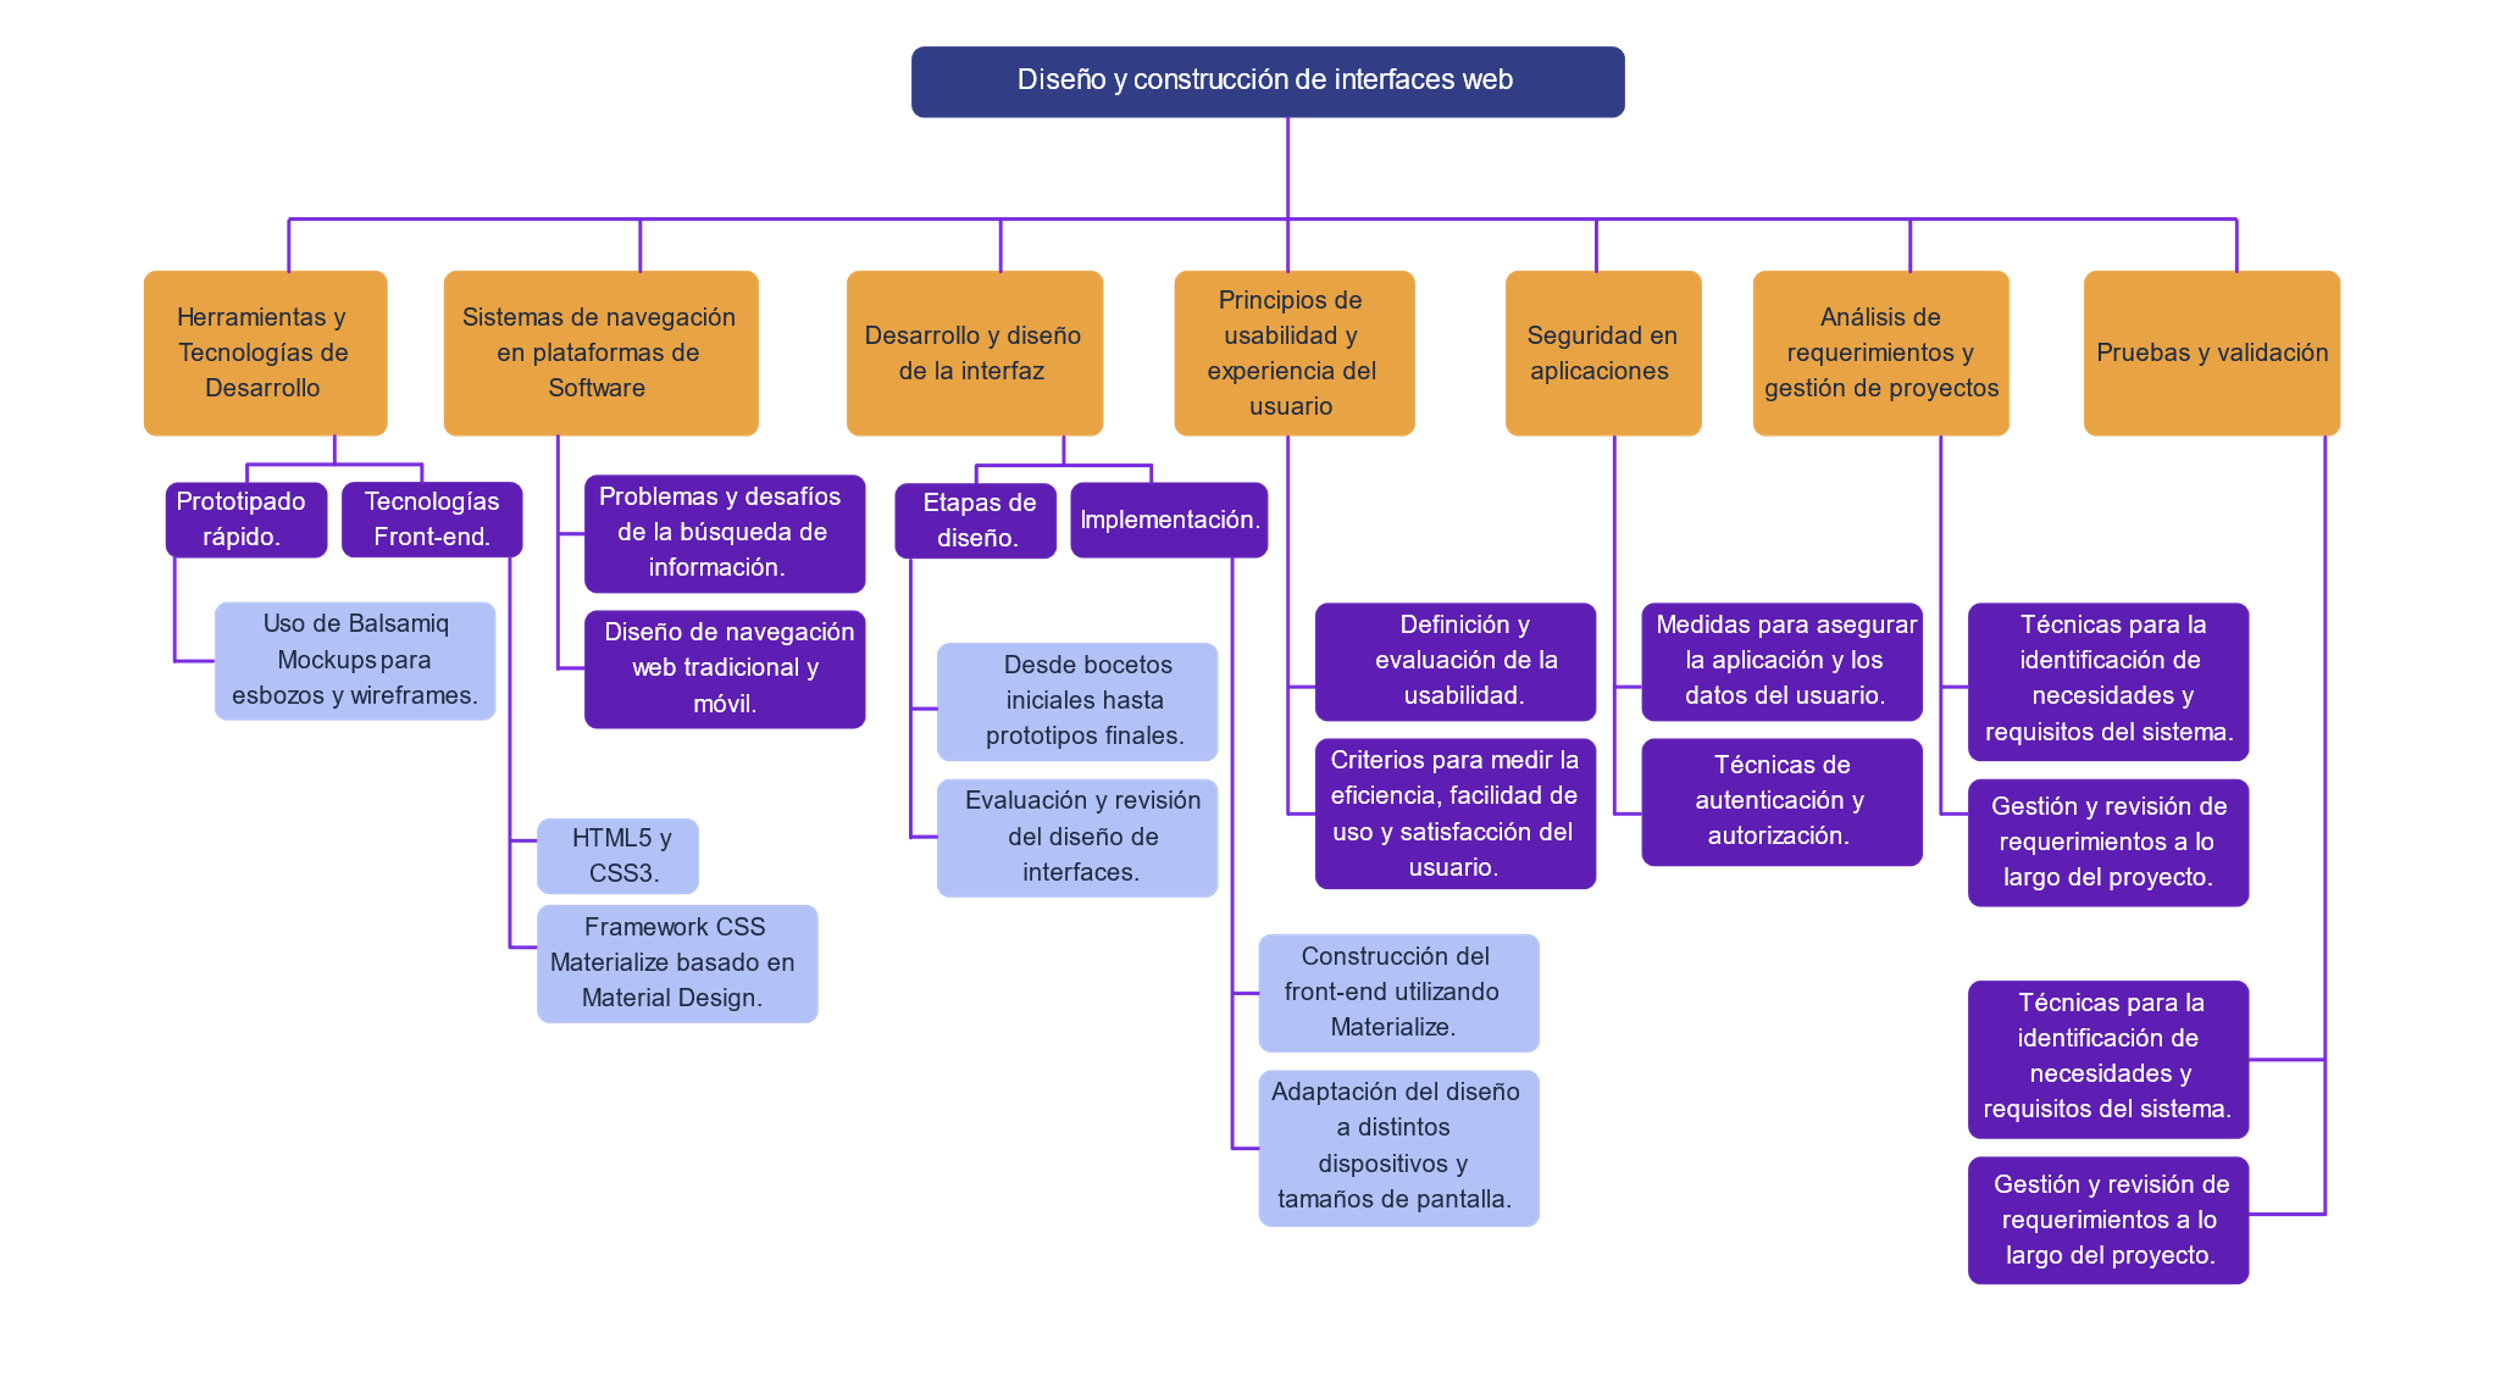 Diseño y construcción de interfaces web
Herramientas y
Tecnologías de
Desarrollo
Sistemas de navegación
en plataformas de
Software
Desarrollo y diseño
de la interfaz
Principios de
usabilidad y
experiencia del
usuario
Seguridad en
aplicaciones
Análisis de
requerimientos y
gestión de proyectos
Pruebas y validación
Prototipado
rápido.
Tecnologías
Front-end.
Problemas y desafíos
de la búsqueda de
información.
Etapas de
diseño.
Implementación.
Uso de Balsamiq
Mockups para
esbozos y wireframes.
Diseño de navegación
web tradicional y
móvil.
Desde bocetos
iniciales hasta
prototipos finales.
Definición y
evaluación de la
usabilidad.
Medidas para asegurar
la aplicación y los
datos del usuario.
Técnicas para la
identificación de
necesidades y
requisitos del sistema.
HTML5 y
CSS3.
Evaluación y revisión
del diseño de
interfaces.
Criterios para medir la
eficiencia, facilidad de
uso y satisfacción del
usuario.
Técnicas de
autenticación y
autorización.
Gestión y revisión de
requerimientos a lo
largo del proyecto.
Framework CSS
Materialize basado en
Material Design.
Construcción del
front-end utilizando
Materialize.
Técnicas para la
identificación de
necesidades y
requisitos del sistema.
Adaptación del diseño
a distintos
dispositivos y
tamaños de pantalla.
Gestión y revisión de
requerimientos a lo
largo del proyecto.